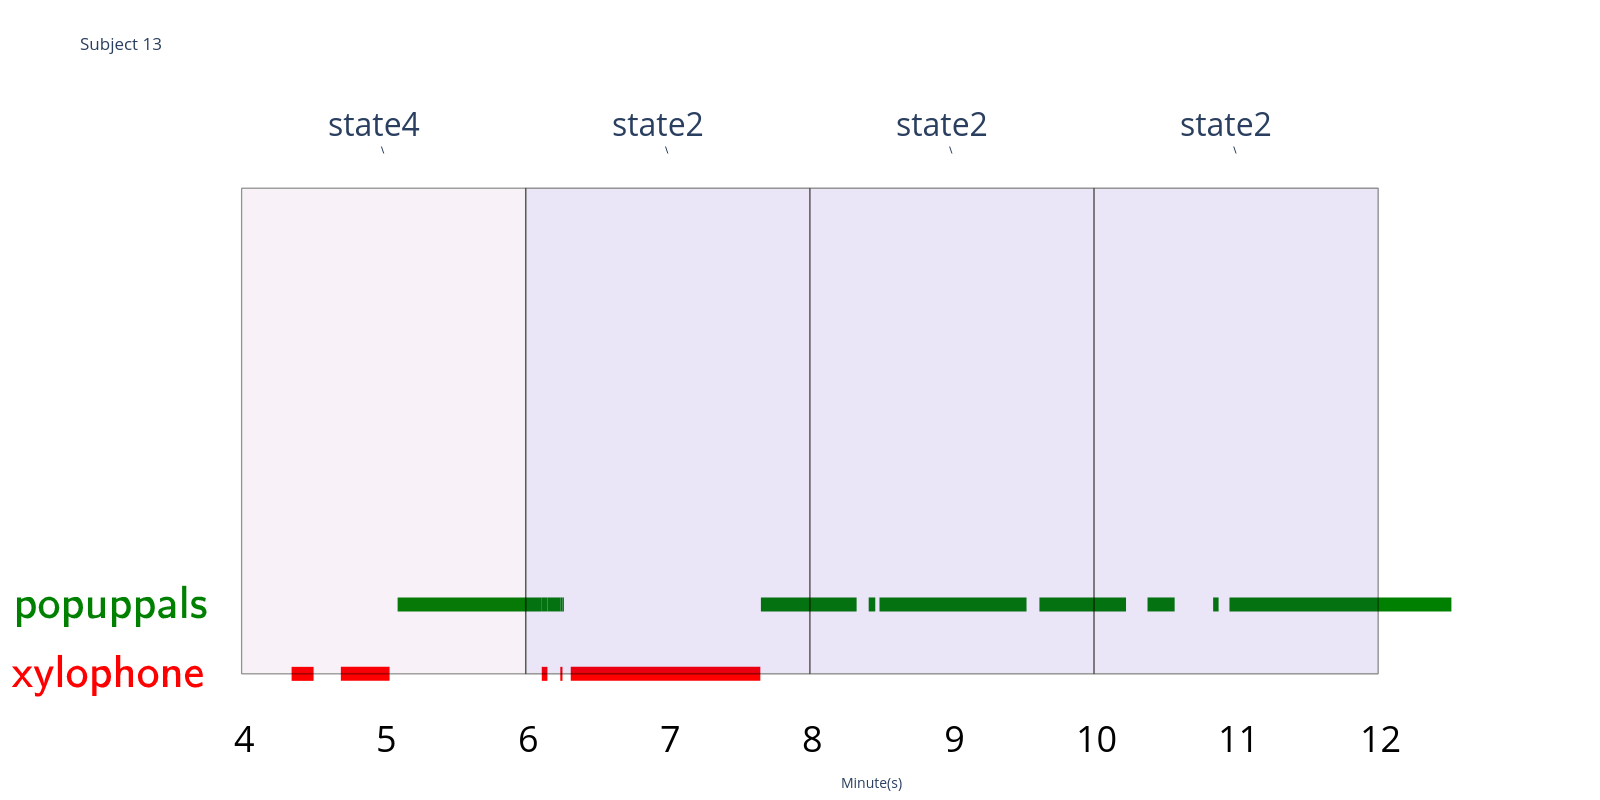 Subject 13
state4 state2 state2 state2
popuppals
xylophone
4 5 6 7 8 9 10 11 12
Minute(s)